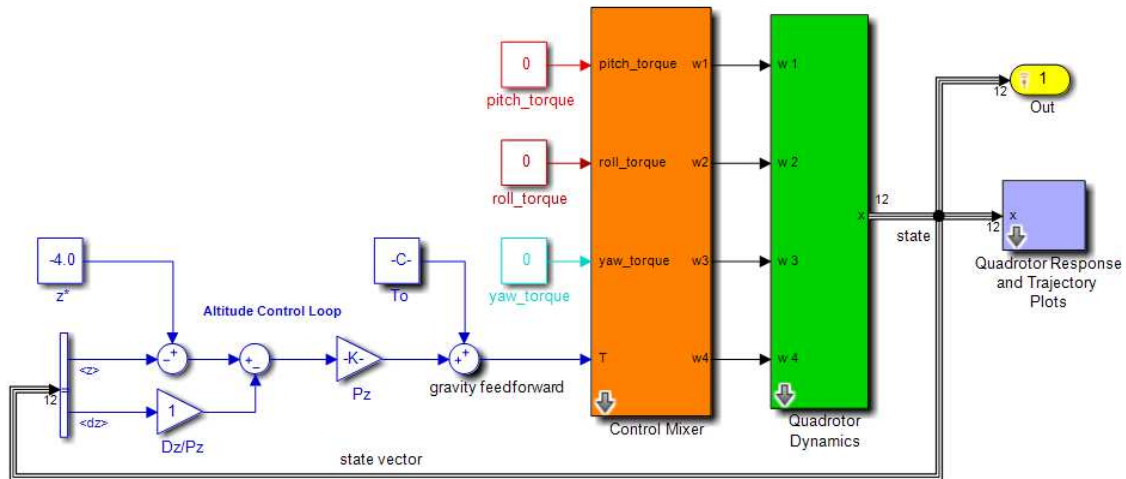 0
pitch_torque
0
roll_torque
0
yaw_torque
pitch_torque
roll_torque
yaw_torque
T
w1
w2
w3
w4
Control Mixer
w 1
w 2
w 3
w 4
x
Quadrotor
Dynamics
12
state
12
1
Out
12
x
Quadrotor Response
and Trajectory
Plots
-4.0
z*
Altitude Control Loop
-C-
To
<z>
<dz>
12
1
Dz/Pz
-K-
Pz
gravity feedforward
state vector